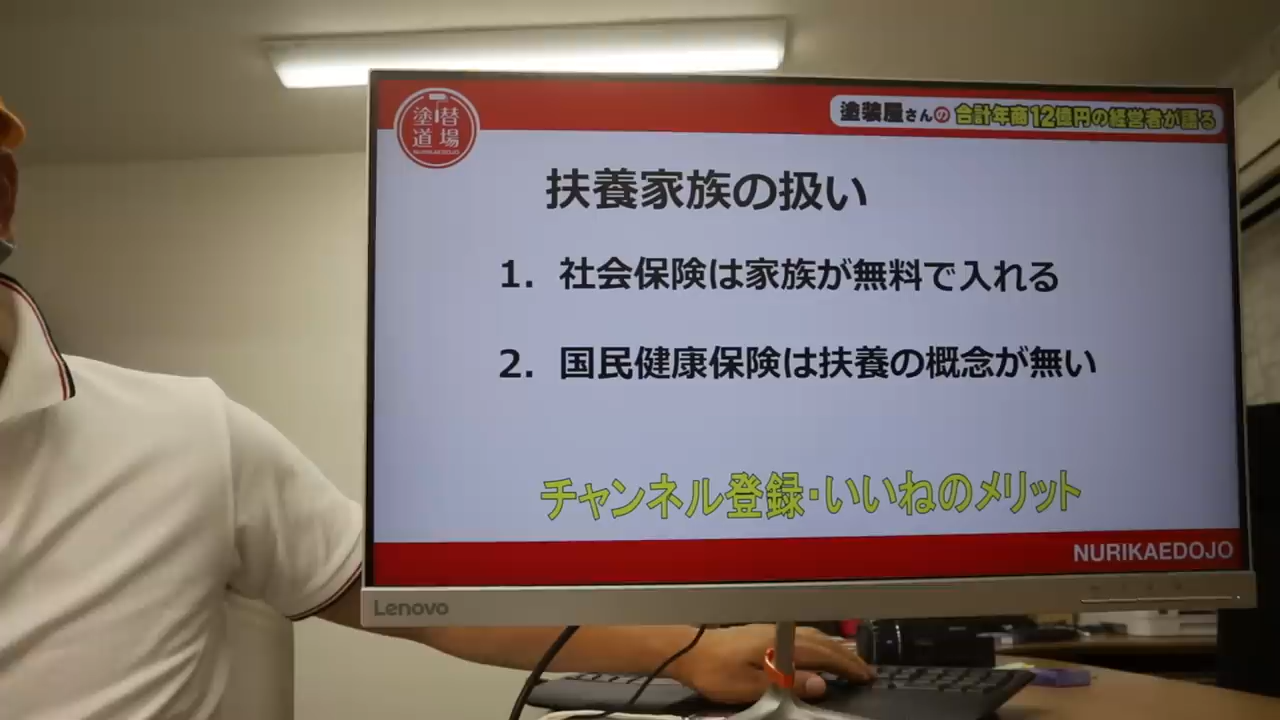 塗替
道場
NURIKAEDOJO
塗装屋さんの 合計年商12億円の経営者が語る
扶養家族の扱い
1. 社会保険は家族が無料で入れる
2. 国民健康保険は扶養の概念が無い
チャンネル登録・いいねのメリット
NURIKAEDOJO
Lenovo